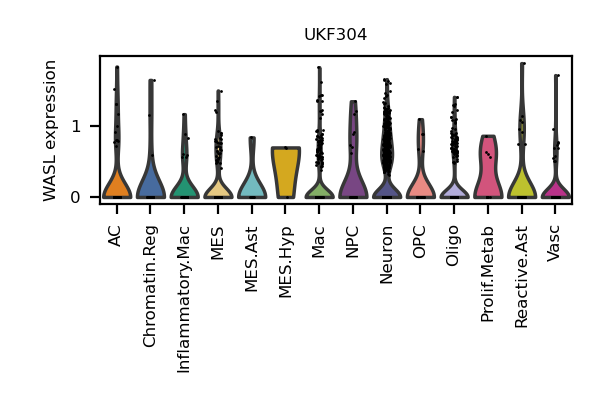 UKF304
WASL expression
1
0
AC
Chromatin.Reg
Inflammatory.Mac
MES
MES.Ast
MES.Hyp
Mac
NPC
Neuron
OPC
Oligo
Prolif.Metab
Reactive.Ast
Vasc